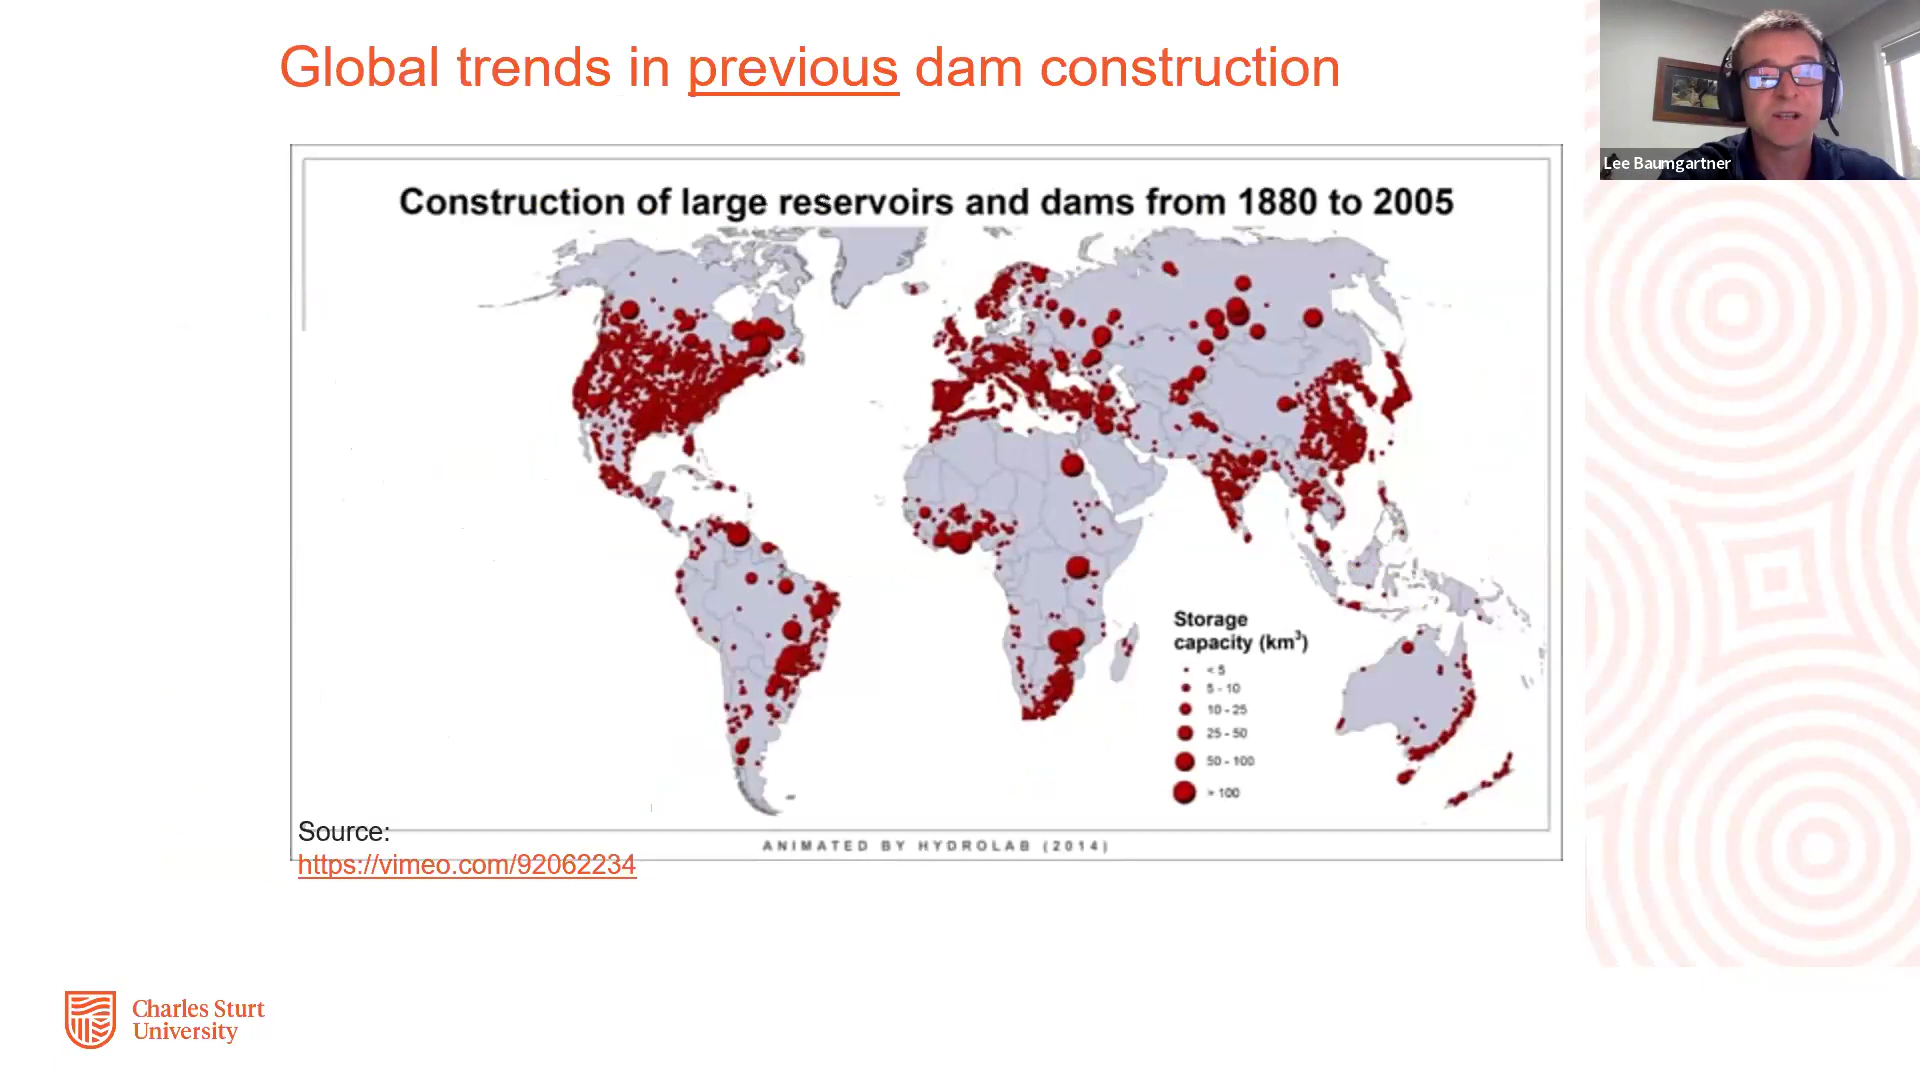 Global trends in previous dam construction
Lee Baumgartner
Construction of large reservoirs and dams from 1880 to 2005
Storage
capacity (km³)
< 5
5 - 10
10 - 25
25 - 50
50 - 100
> 100
Source:
https://vimeo.com/92062234
ANIMATED BY HYDROLAB (2014)
Charles Sturt
University